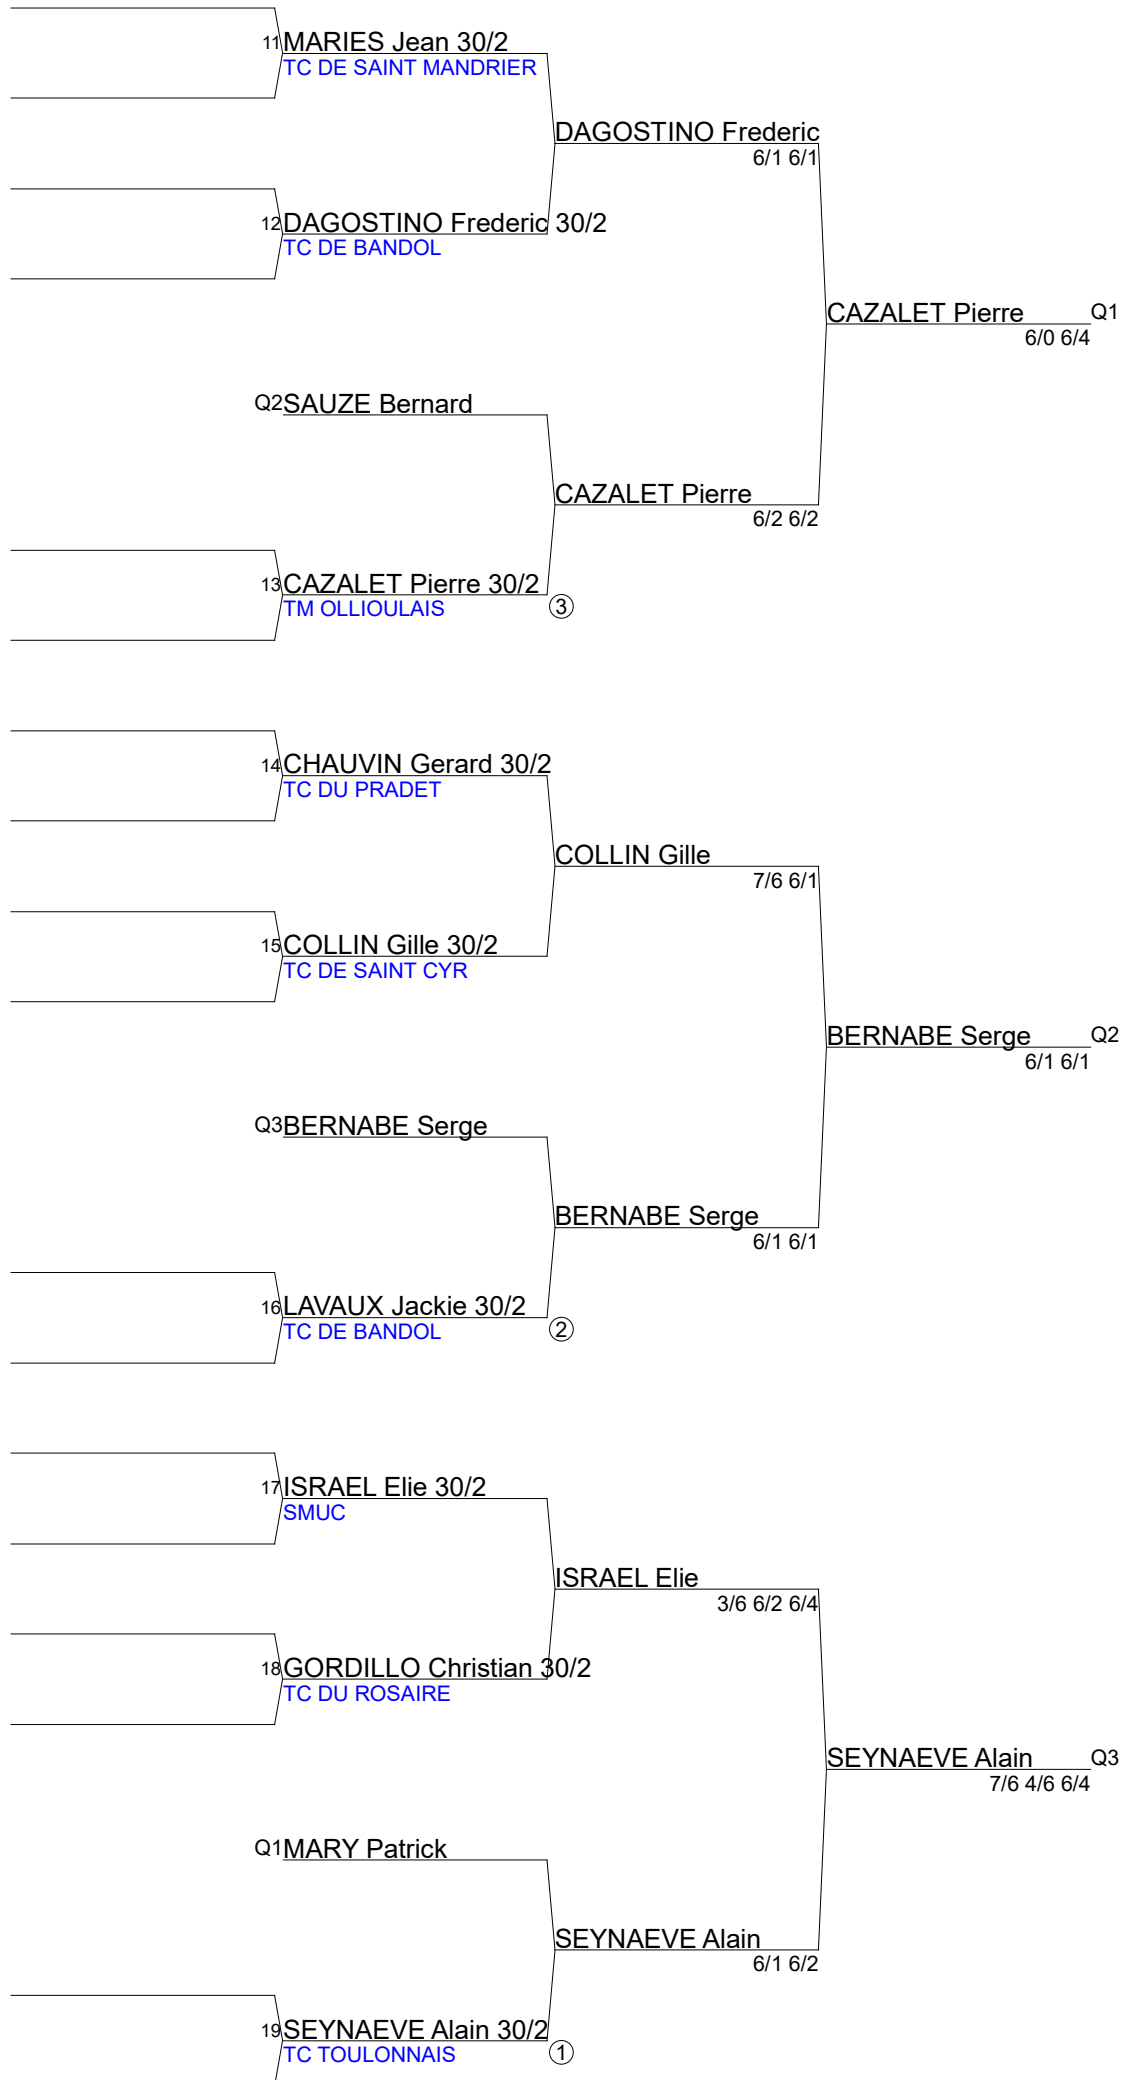 11 MARIES Jean 30/2
TC DE SAINT MANDRIER
DAGOSTINO Frederic
6/1 6/1
12 DAGOSTINO Frederic 30/2
TC DE BANDOL
CAZALET Pierre Q1
6/0 6/4
Q2 SAUZE Bernard
CAZALET Pierre
6/2 6/2
13 CAZALET Pierre 30/2
TM OLLIOULAIS 3
14 CHAUVIN Gerard 30/2
TC DU PRADET
COLLIN Gille
7/6 6/1
15 COLLIN Gille 30/2
TC DE SAINT CYR
BERNABE Serge Q2
6/1 6/1
Q3 BERNABE Serge
BERNABE Serge
6/1 6/1
16 LAVAUX Jackie 30/2
TC DE BANDOL 2
17 ISRAEL Elie 30/2
SMUC
ISRAEL Elie
3/6 6/2 6/4
18 GORDILLO Christian 30/2
TC DU ROSAIRE
SEYNAEVE Alain Q3
7/6 4/6 6/4
Q1 MARY Patrick
SEYNAEVE Alain
6/1 6/2
19 SEYNAEVE Alain 30/2
TC TOULONNAIS 1